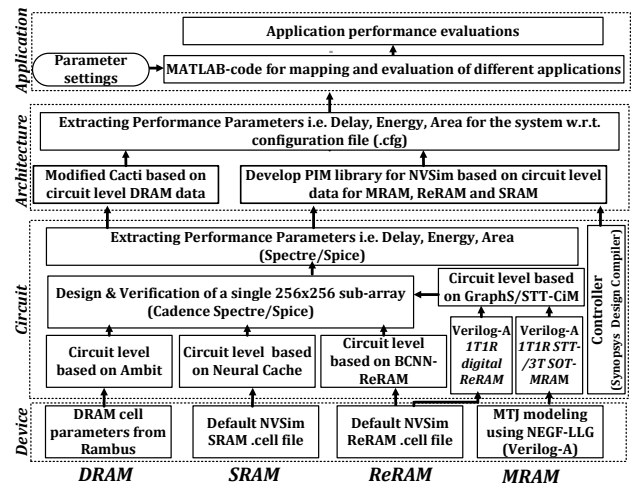 Application
Application performance evaluations
Parameter
settings
MATLAB-code for mapping and evaluation of different applications
Architecture
Extracting Performance Parameters i.e. Delay, Energy, Area for the system w.r.t.
configuration file (.cfg)
Modified Cacti based on
circuit level DRAM data
Develop PIM library for NVSim based on circuit level
data for MRAM, ReRAM and SRAM
Circuit
Extracting Performance Parameters i.e. Delay, Energy, Area
(Spectre/Spice)
Design & Verification of a single 256x256 sub-array
(Cadence Spectre/Spice)
Circuit level based
on GraphS/STT-CiM
Controller
(Synopsys Design Compiler)
Circuit level
based on Ambit
Circuit level based
on Neural Cache
Circuit level
based on BCNN-
ReRAM
Verilog-A
1T1R
digital
ReRAM
Verilog-A
1T1R STT-
/3T SOT-
MRAM
Device
DRAM cell
parameters from
Rambus
Default NVSim
SRAM .cell file
Default NVSim
ReRAM .cell file
MTJ modeling
using NEGF-LLG
(Verilog-A)
DRAM
SRAM
ReRAM
MRAM